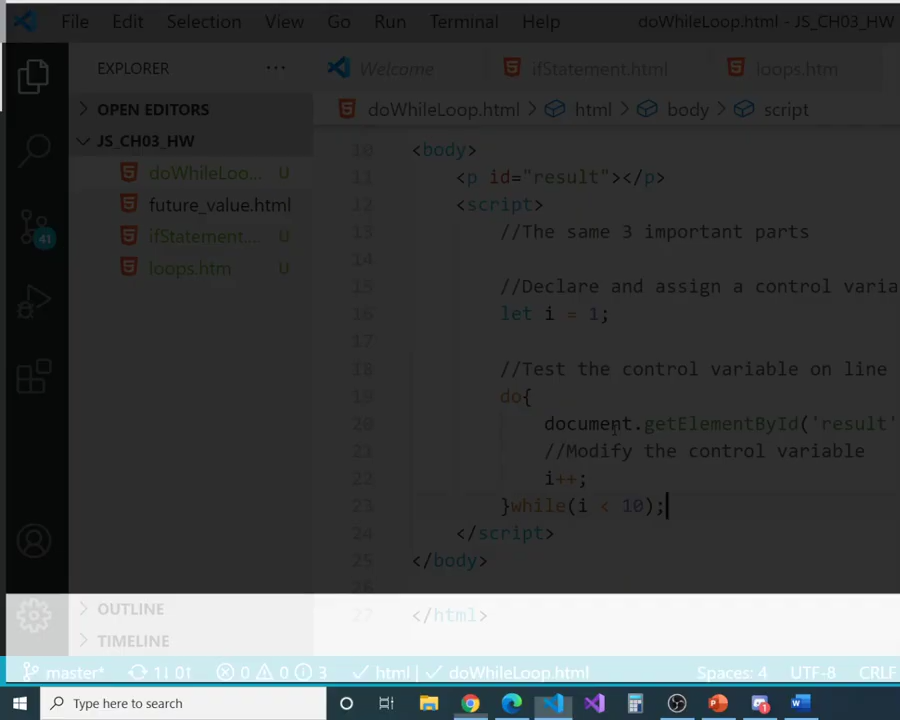 File Edit Selection View Go Run Terminal Help doWhileLoop.html - JS_CH03_HW
EXPLORER ··· Welcome ifStatement.html loops.htm
OPEN EDITORS doWhileLoop.html > html > body > script
JS_CH03_HW
doWhileLoo... U
future_value.html
ifStatement... U
loops.htm U
41
10 <body>
11 <p id="result"></p>
12 <script>
13 //The same 3 important parts
14
15 //Declare and assign a control varia
16 let i = 1;
17
18 //Test the control variable on line
19 do{
20 document.getElementById('result'
21 //Modify the control variable
22 i++;
23 }while(i < 10);
24 </script>
25 </body>
26
27 </html>
OUTLINE
TIMELINE
master* 0 0 3 html doWhileLoop.html Spaces: 4 UTF-8 CRLF
Type here to search